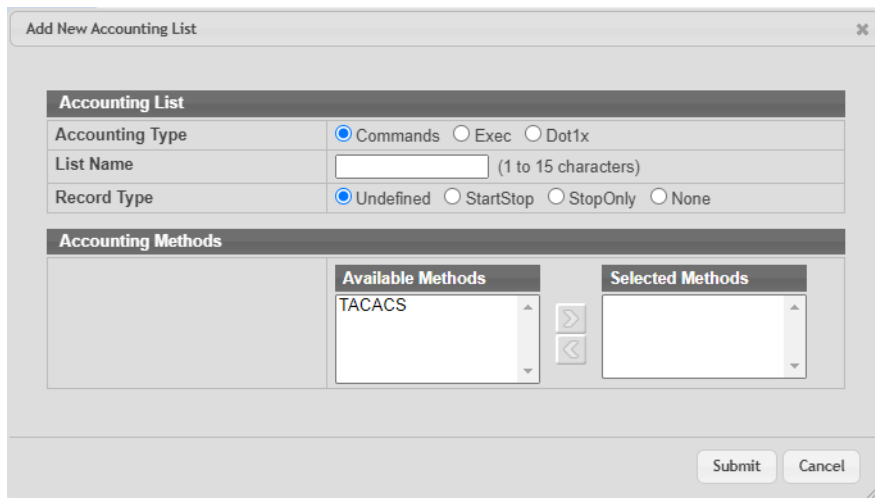 Add New Accounting List
Accounting List
Accounting Type Commands Exec Dot1x
List Name (1 to 15 characters)
Record Type Undefined StartStop StopOnly None
Accounting Methods
Available Methods Selected Methods
TACACS
Submit Cancel